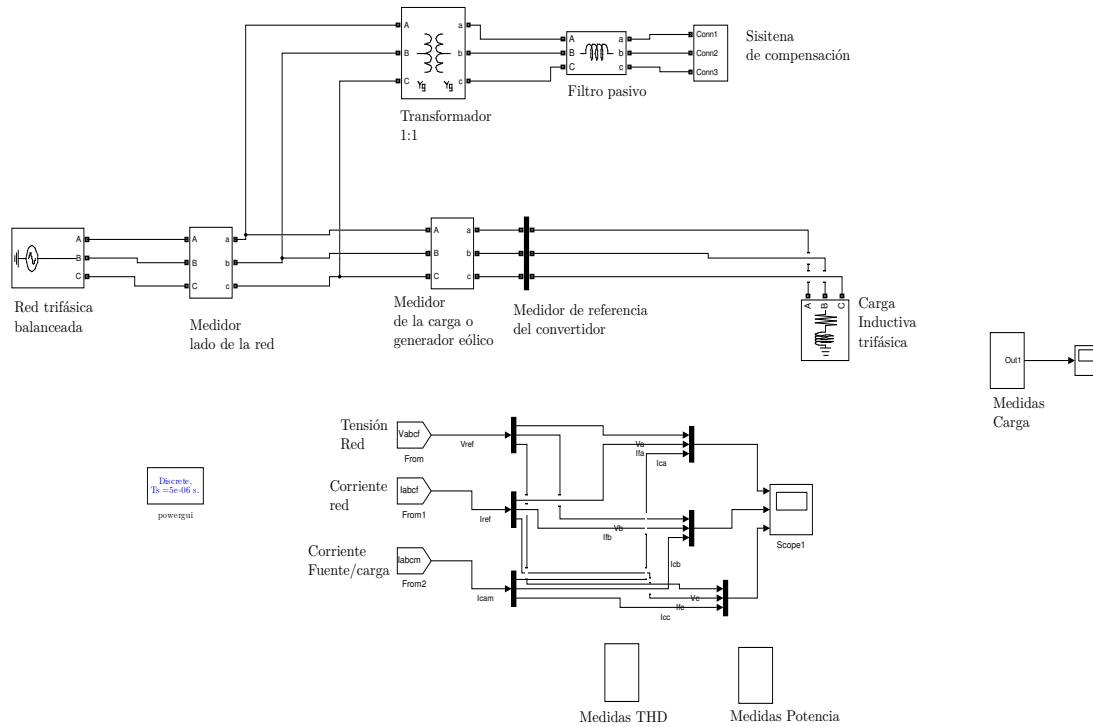 A
B
C
a
b
c
Yg
Yg
Transformador
1:1
A
B
C
a
b
c
Filtro pasivo
Conn1
Conn2
Conn3
Sisitena
de compensación
A
B
C
Red trifásica
balanceada
A
B
C
a
b
c
Medidor
lado de la red
A
B
C
a
b
c
Medidor
de la carga o
generador eólico
Medidor de referencia
del convertidor
A
B
C
Carga
Inductiva
trifásica
Out1
Medidas
Carga
Tensión
Red
Vabcf
From
Vref
Corriente
red
Iabcf
From1
Iref
Corriente
Fuente/carga
Iabcm
From2
Icam
Va
Ifa
Ica
Vb
Ifb
Icb
Vc
Ifc
Icc
Scope1
Discrete,
Ts =5e-06 s.
powergui
Medidas THD
Medidas Potencia